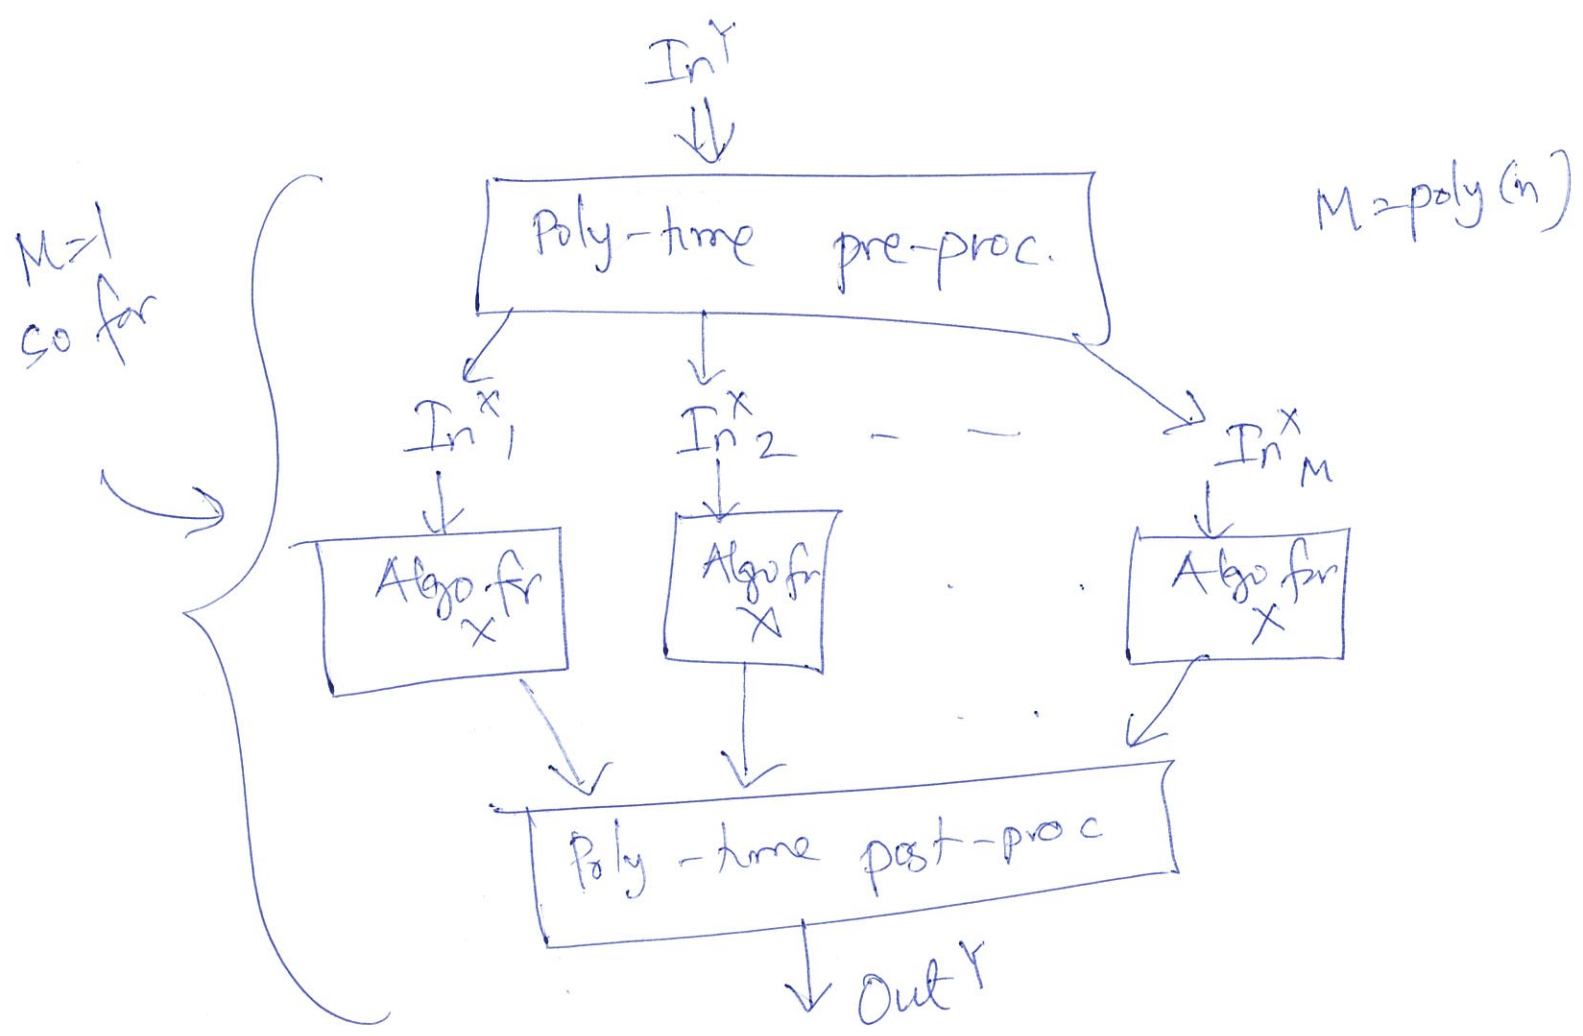 In^Y
Poly-time pre-proc.
M=poly(n)
M=1
so far
In^X_1
In^X_2
In^X_M
Algo for
X
Algo for
X
Algo for
X
Poly-time post-proc
Out^Y